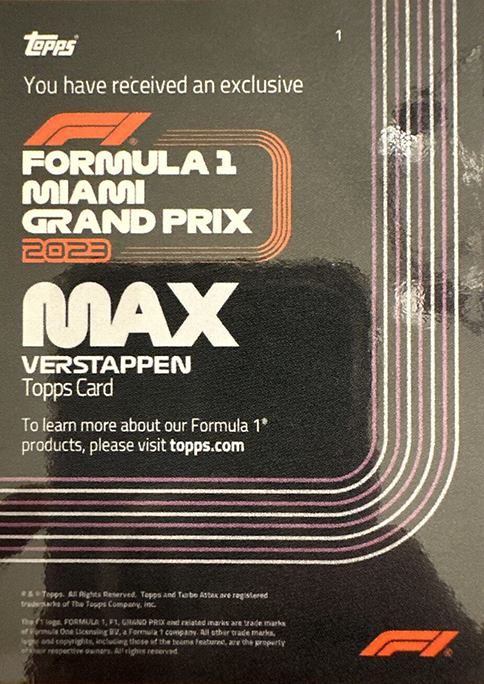 topps
1
You have received an exclusive
F1®
FORMULA 1
MIAMI
GRAND PRIX
2023
MAX
VERSTAPPEN
Topps Card
To learn more about our Formula 1®
products, please visit topps.com
® & © Topps. All Rights Reserved. Topps and Turbo Attax are registered
trademarks of The Topps Company, Inc.
The F1 logo, FORMULA 1, F1, GRAND PRIX and related marks are trade marks
of Formula One Licensing BV, a Formula 1 company. All other trade marks,
logos and copyrights, including those of the teams featured, are the property
of their respective owners. All rights reserved.
F1®